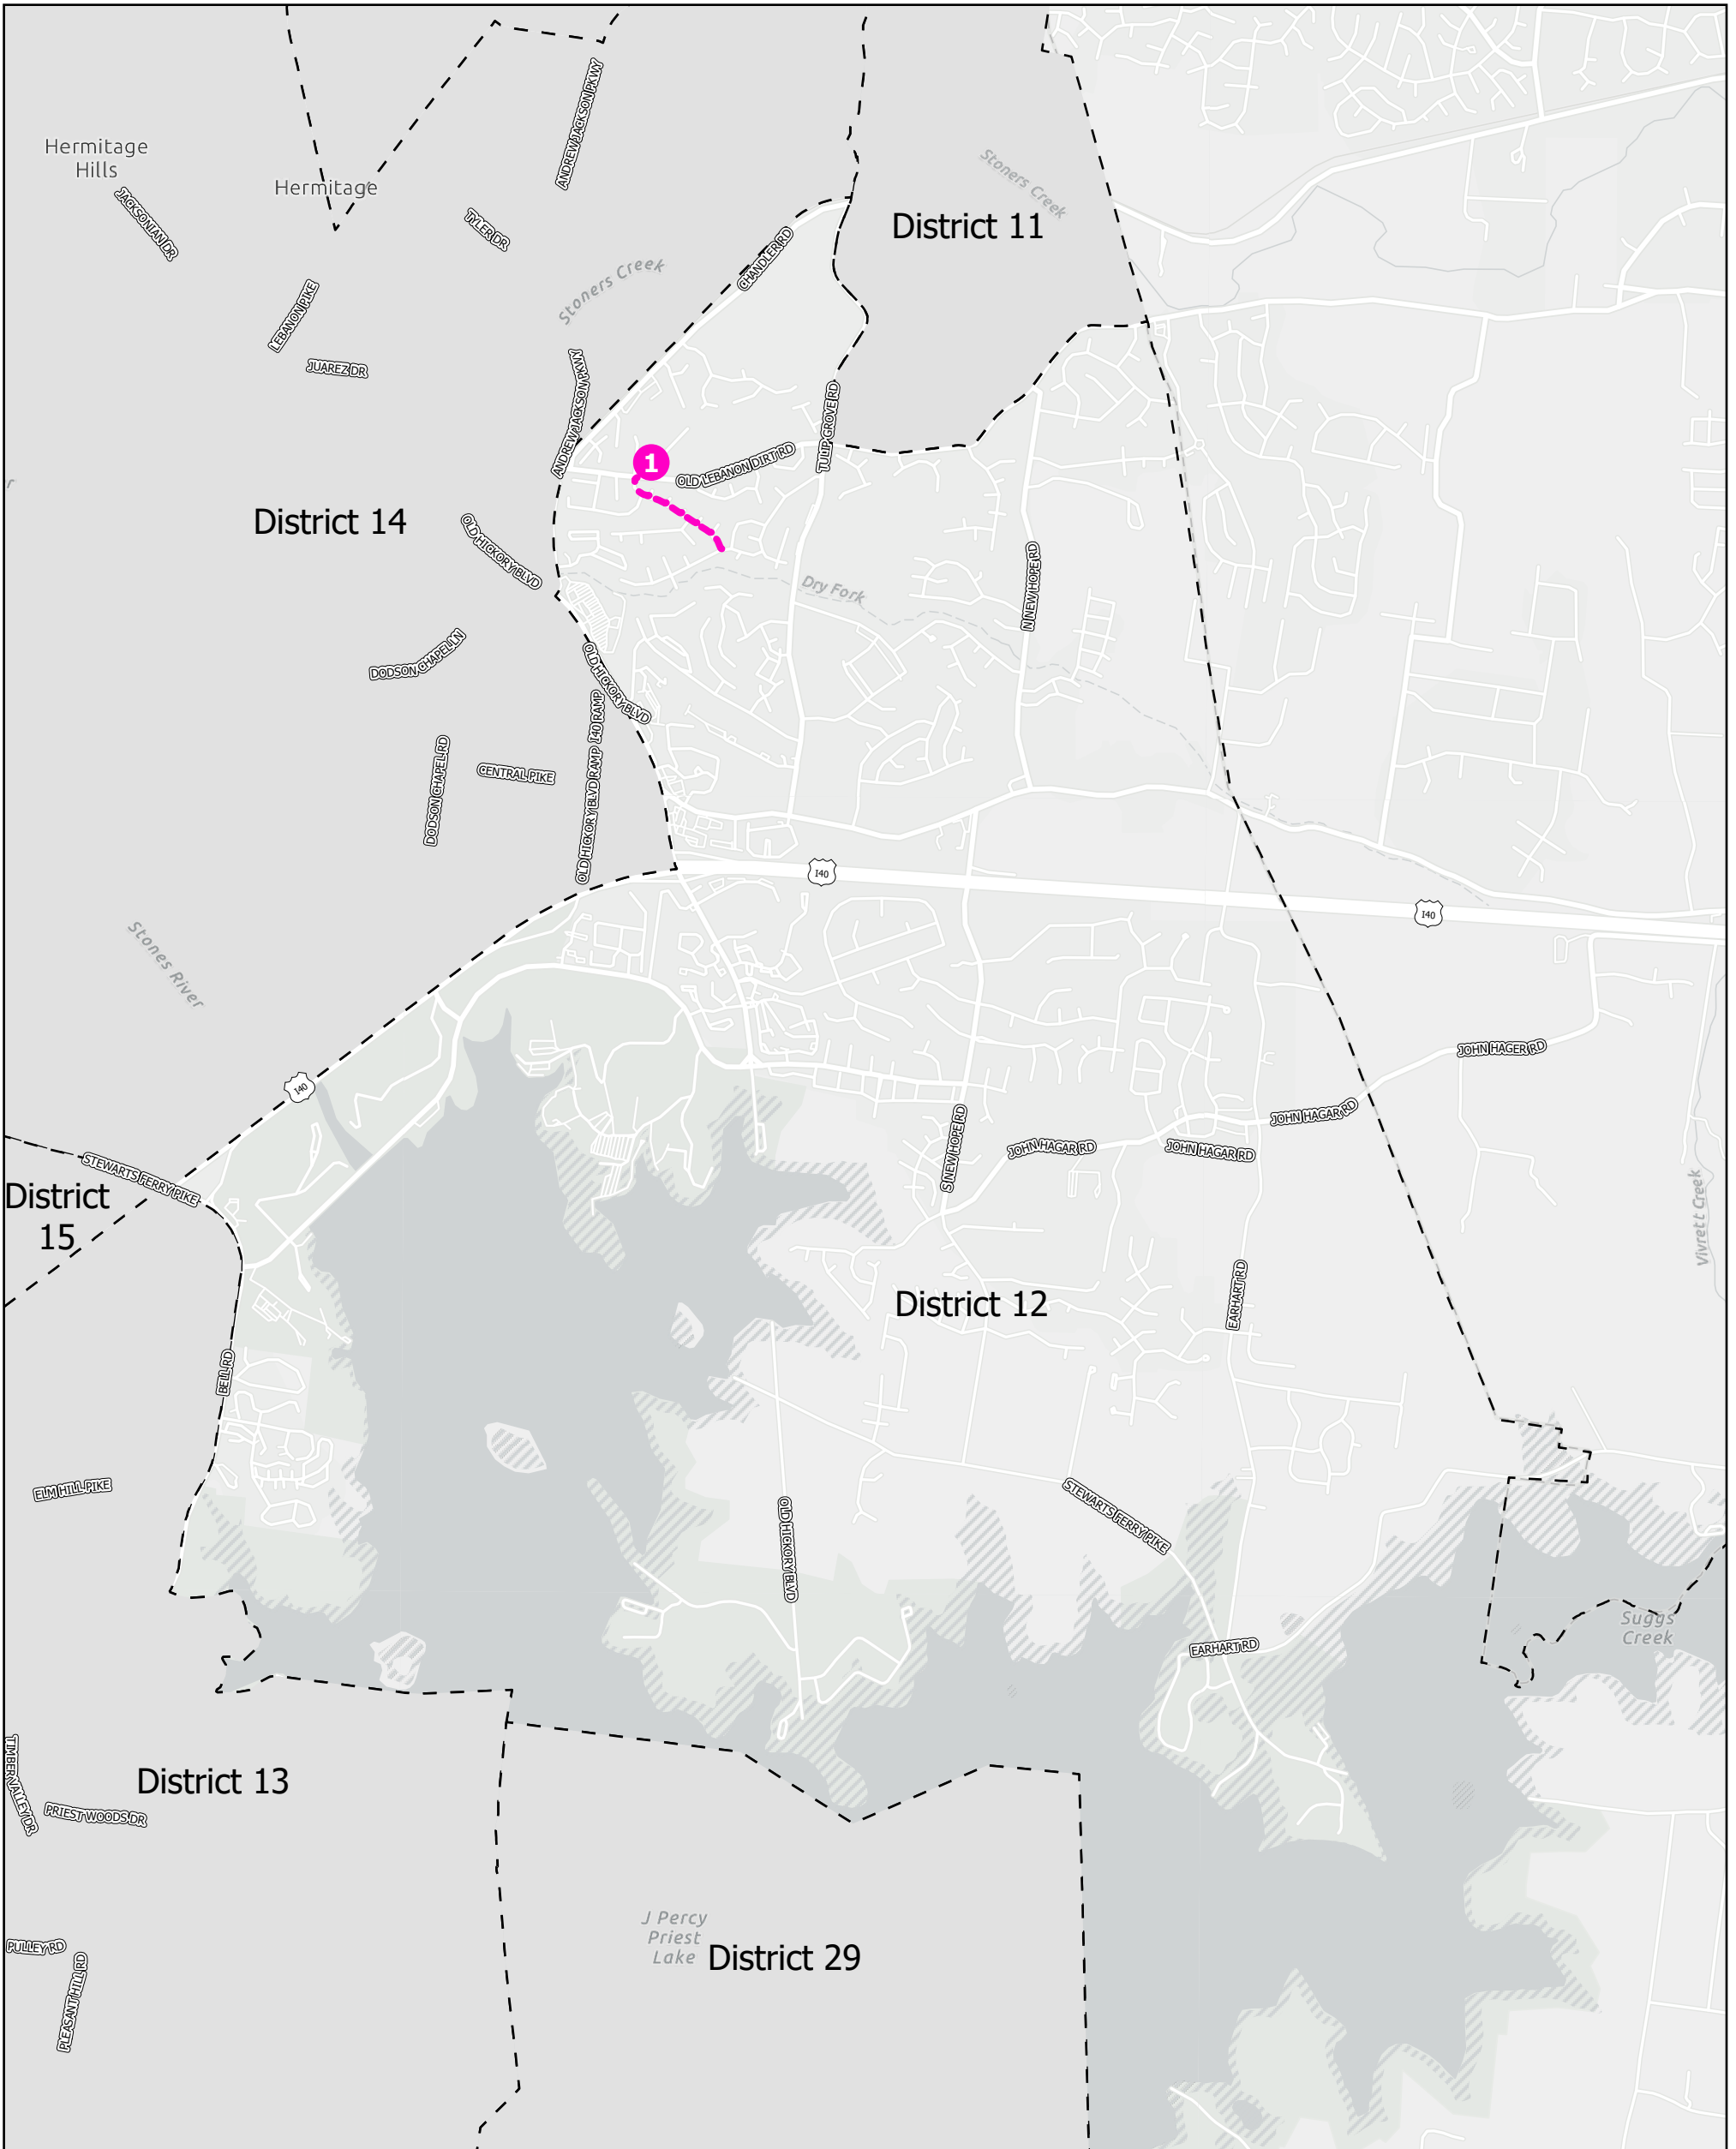 ANDREW JACKSON PKWY
Hermitage
Hills
Hermitage
JACKSONIAN DR
TYLER DR
Stoners Creek
District 11
CHANDLER RD
Stoners Creek
LEBANON PIKE
JUAREZ DR
ANDREW JACKSON PKWY
TULIP GROVE RD
1
OLD LEBANON DIRT RD
r
District 14
OLD HICKORY BLVD
Dry Fork
N NEW HOPE RD
DODSON CHAPEL LN
OLD HICKORY BLVD
I40 RAMP
OLD HICKORY BLVD RAMP
DODSON CHAPEL RD
CENTRAL PIKE
I40
I40
Stones River
JOHN HAGER RD
I40
JOHN HAGAR RD
JOHN HAGAR RD
JOHN HAGAR RD
S NEW HOPE RD
STEWARTS FERRY PIKE
District
15
Vivrett Creek
EARHART RD
District 12
BELL RD
ELM HILL PIKE
STEWARTS FERRY PIKE
OLD HICKORY BLVD
EARHART RD
Suggs
Creek
TIMBER VALLEY DR
District 13
PRIEST WOODS DR
J Percy
Priest
Lake
District 29
PULLEY RD
PLEASANT HILL RD